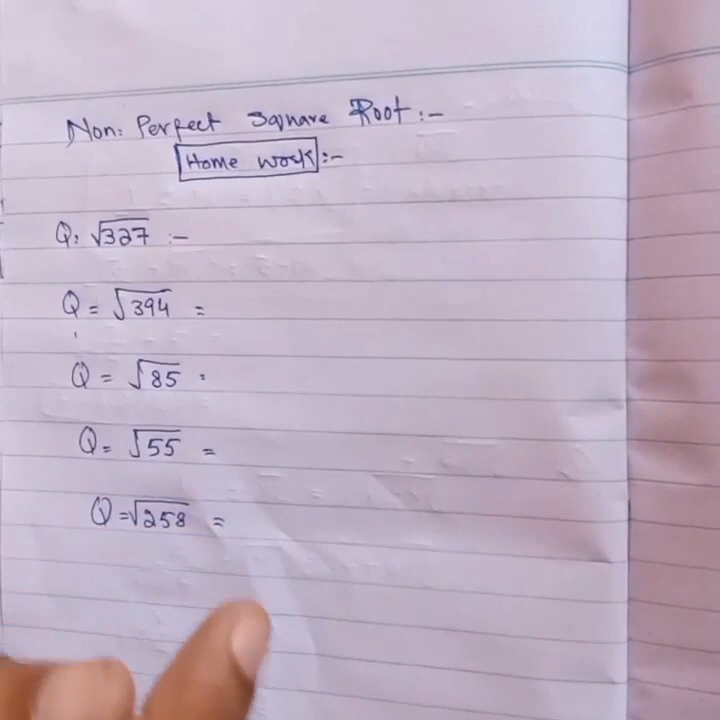 Non: Perfect Square Root:-
Home work:-
Q. √327 :-
Q = √394 =
Q = √85 =
Q = √55 =
Q = √258 =